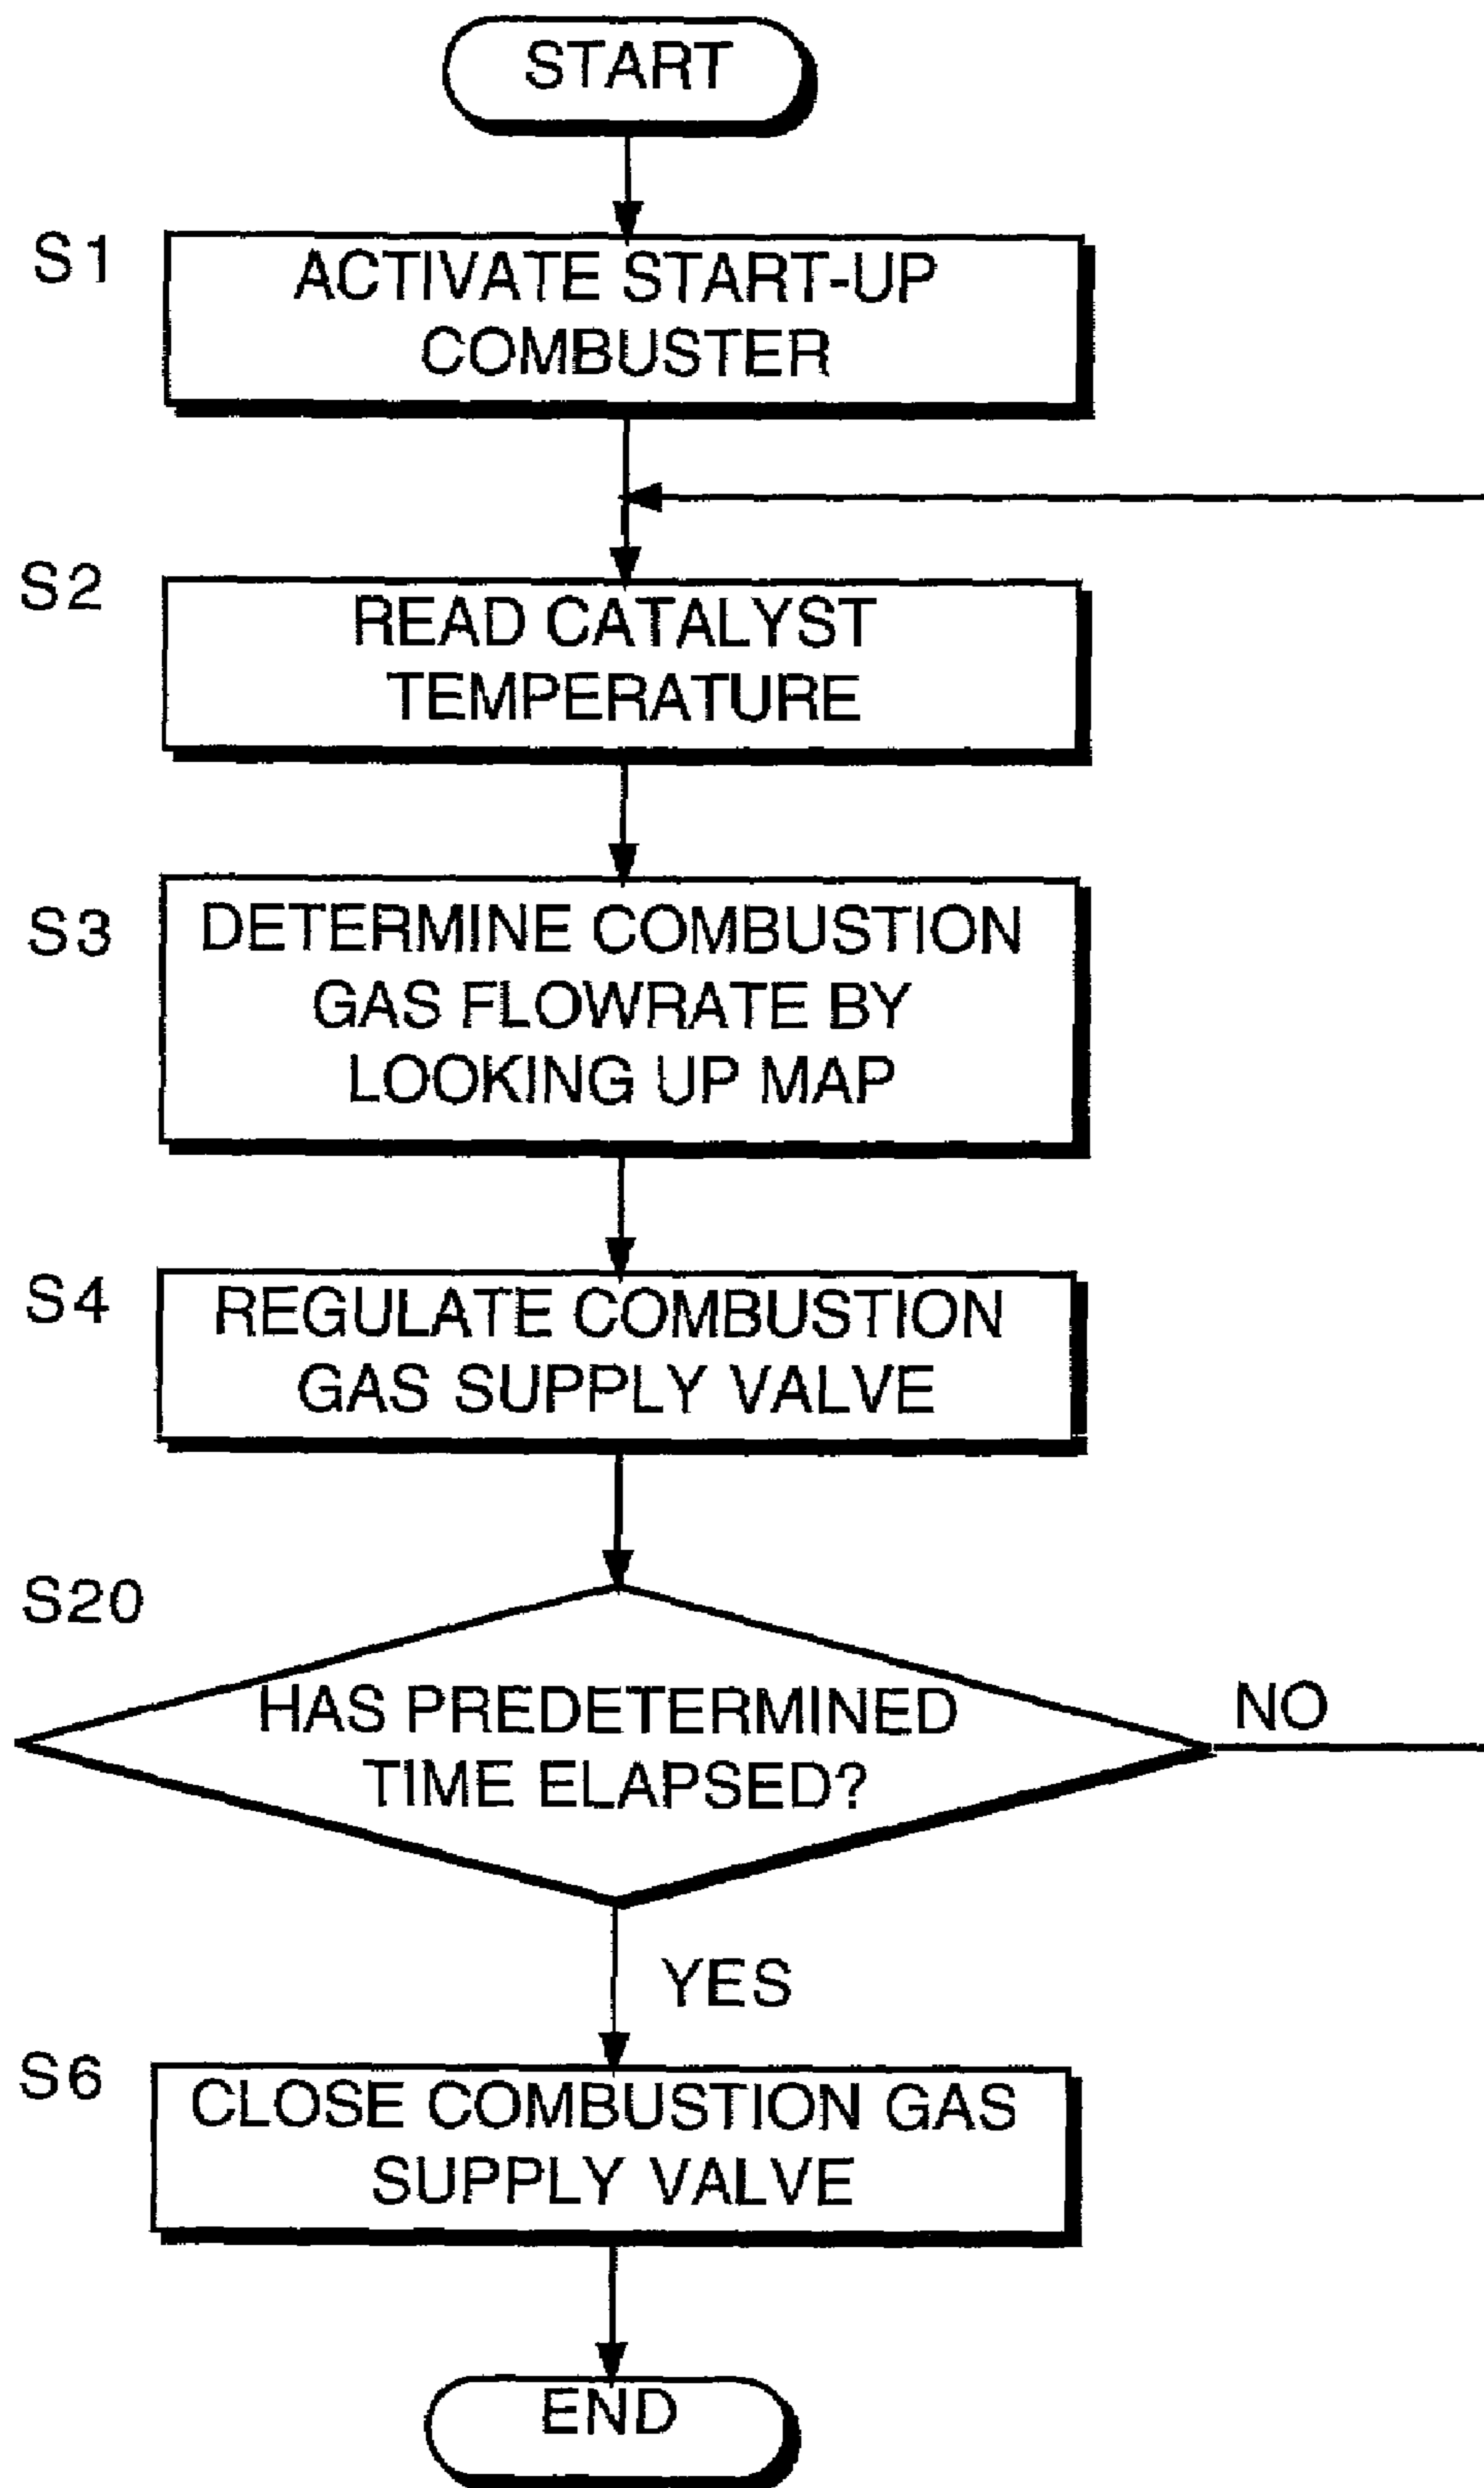 START
S1
ACTIVATE START-UP
COMBUSTER
S2
READ CATALYST
TEMPERATURE
S3
DETERMINE COMBUSTION
GAS FLOWRATE BY
LOOKING UP MAP
S4
REGULATE COMBUSTION
GAS SUPPLY VALVE
S20
HAS PREDETERMINED
TIME ELAPSED?
NO
YES
S6
CLOSE COMBUSTION GAS
SUPPLY VALVE
END